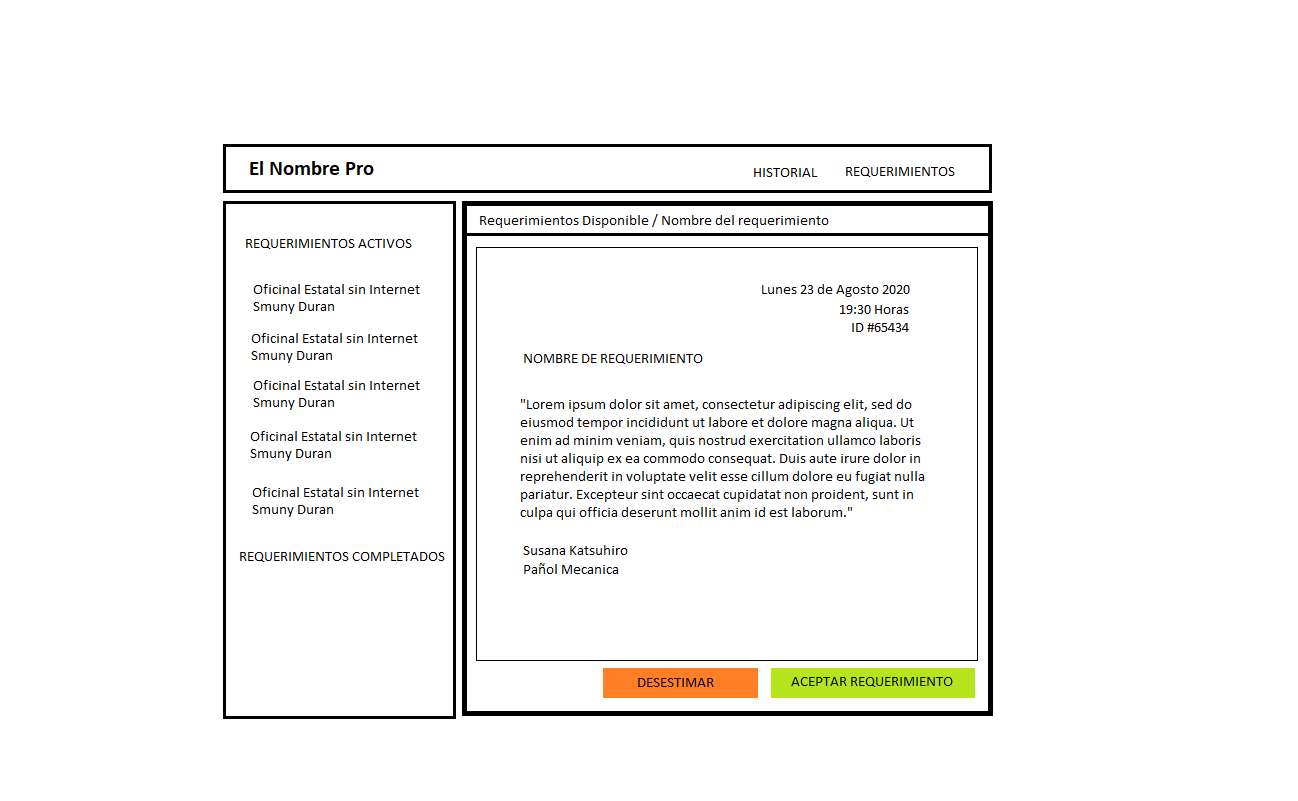 El Nombre Pro
HISTORIAL
REQUERIMIENTOS
REQUERIMIENTOS ACTIVOS
Oficinal Estatal sin Internet
Smuny Duran
Oficinal Estatal sin Internet
Smuny Duran
Oficinal Estatal sin Internet
Smuny Duran
Oficinal Estatal sin Internet
Smuny Duran
Oficinal Estatal sin Internet
Smuny Duran
REQUERIMIENTOS COMPLETADOS
Requerimientos Disponible / Nombre del requerimiento
Lunes 23 de Agosto 2020
19:30 Horas
ID #65434
NOMBRE DE REQUERIMIENTO
"Lorem ipsum dolor sit amet, consectetur adipiscing elit, sed do
eiusmod tempor incididunt ut labore et dolore magna aliqua. Ut
enim ad minim veniam, quis nostrud exercitation ullamco laboris
nisi ut aliquip ex ea commodo consequat. Duis aute irure dolor in
reprehenderit in voluptate velit esse cillum dolore eu fugiat nulla
pariatur. Excepteur sint occaecat cupidatat non proident, sunt in
culpa qui officia deserunt mollit anim id est laborum."
Susana Katsuhiro
Pañol Mecanica
DESESTIMAR
ACEPTAR REQUERIMIENTO